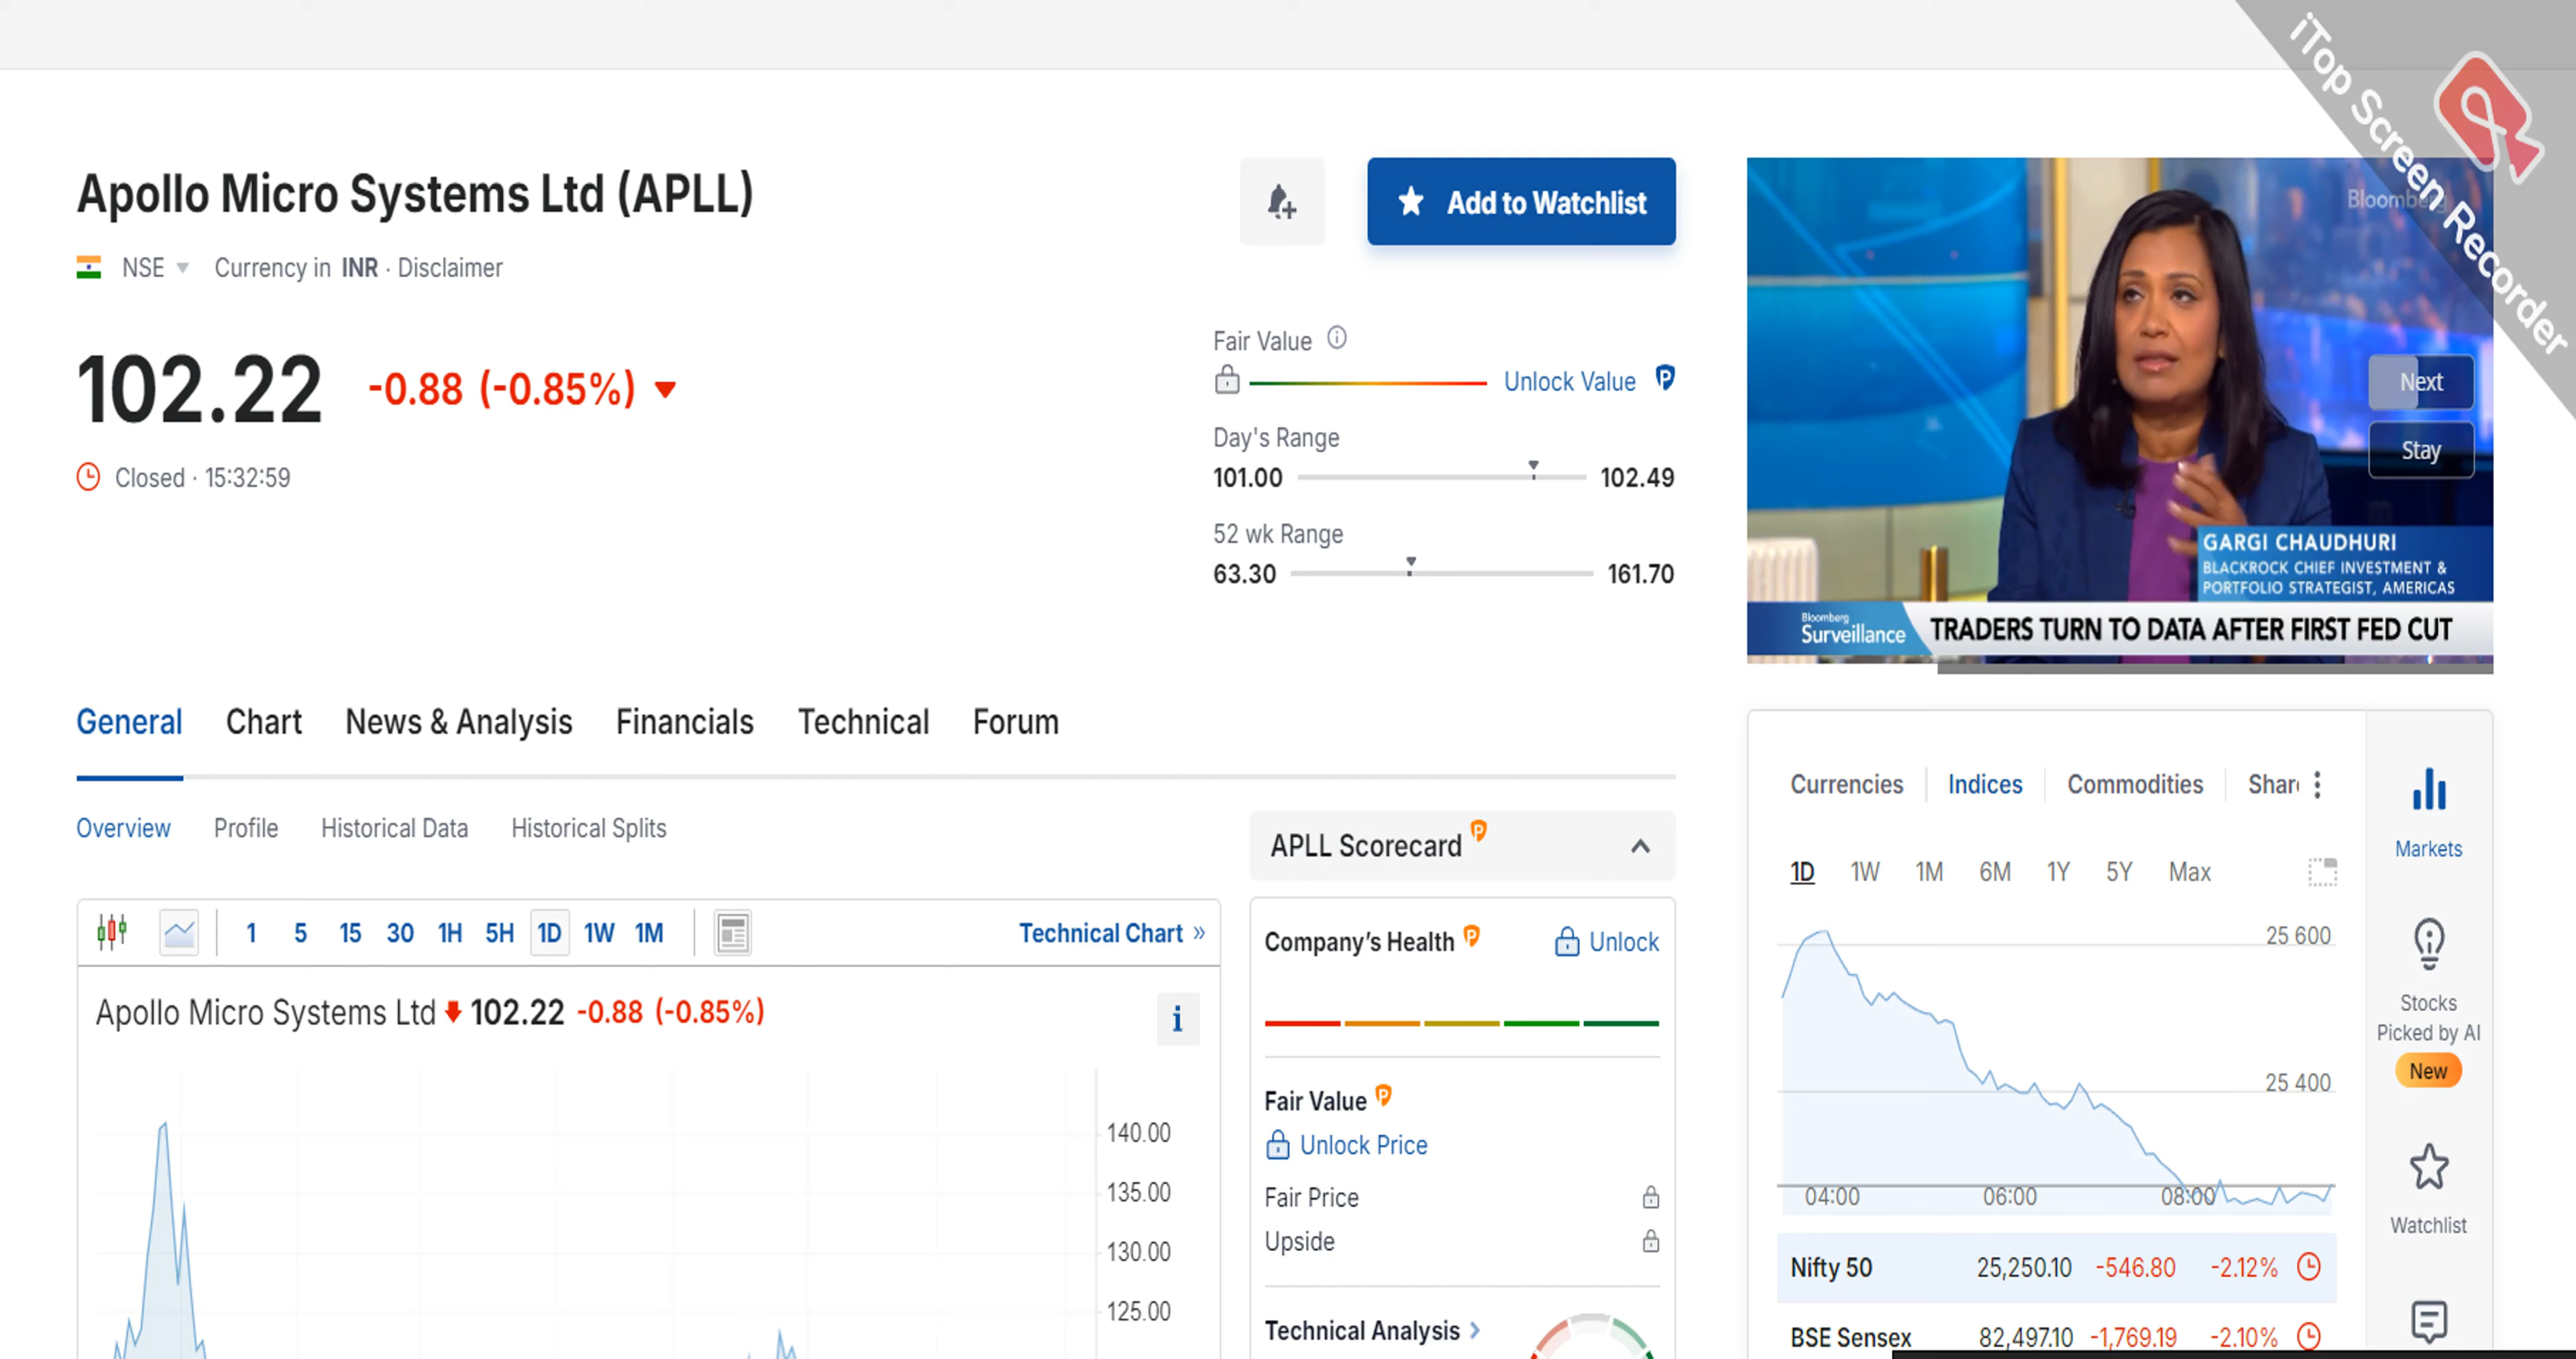 iTop Screen Recorder
Apollo Micro Systems Ltd (APLL)
Add to Watchlist
NSE Currency in INR · Disclaimer
102.22 -0.88 (-0.85%)
Closed · 15:32:59
Fair Value
Unlock Value
Day's Range
101.00 102.49
52 wk Range
63.30 161.70
Next
Stay
GARGI CHAUDHURI
BLACKROCK CHIEF INVESTMENT &
PORTFOLIO STRATEGIST, AMERICAS
Bloomberg
Surveillance
TRADERS TURN TO DATA AFTER FIRST FED CUT
General Chart News & Analysis Financials Technical Forum
Overview Profile Historical Data Historical Splits
1 5 15 30 1H 5H 1D 1W 1M Technical Chart »
Apollo Micro Systems Ltd 102.22 -0.88 (-0.85%)
i
140.00
135.00
130.00
125.00
APLL Scorecard
Company's Health Unlock
Fair Value
Unlock Price
Fair Price
Upside
Technical Analysis
Currencies Indices Commodities
1D 1W 1M 6M 1Y 5Y Max
25 600
25 400
04:00 06:00 08:00
Nifty 50 25,250.10 -546.80 -2.12%
BSE Sensex 82,497.10 -1,769.19 -2.10%
Markets
Stocks
Picked by AI
New
Watchlist